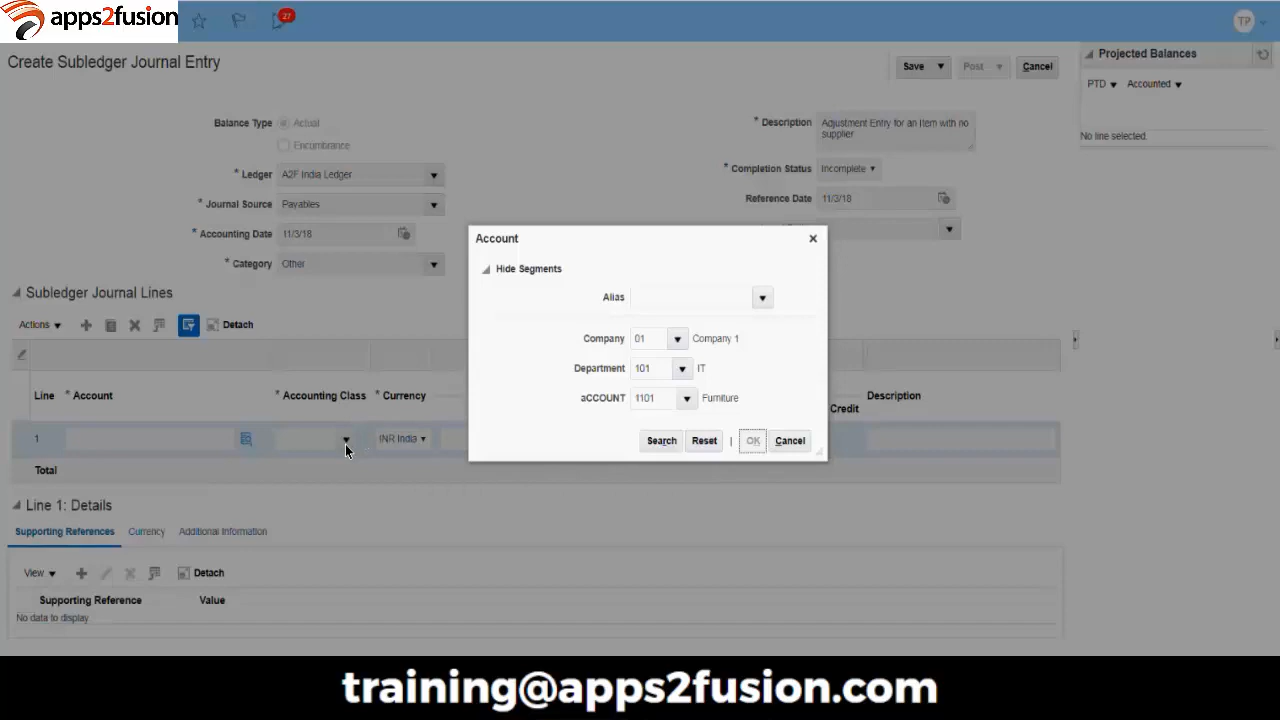 apps2fusion
27
TP
Create Subledger Journal Entry
Save
Post
Cancel
Projected Balances
PTD
Accounted
No line selected.
Balance Type
Actual
Encumbrance
* Ledger
A2F India Ledger
* Journal Source
Payables
* Accounting Date
11/3/18
* Category
Other
* Description
Adjustment Entry for an Item with no
supplier
* Completion Status
Incomplete
Reference Date
11/3/18
Account
Hide Segments
Alias
Company
01
Company 1
Department
101
IT
aCCOUNT
1101
Furniture
Search
Reset
|
OK
Cancel
Subledger Journal Lines
Actions
Detach
Line
* Account
* Accounting Class
* Currency
Credit
Description
1
INR India
Total
Line 1: Details
Supporting References
Currency
Additional Information
View
Detach
Supporting Reference
Value
No data to display
training@apps2fusion.com